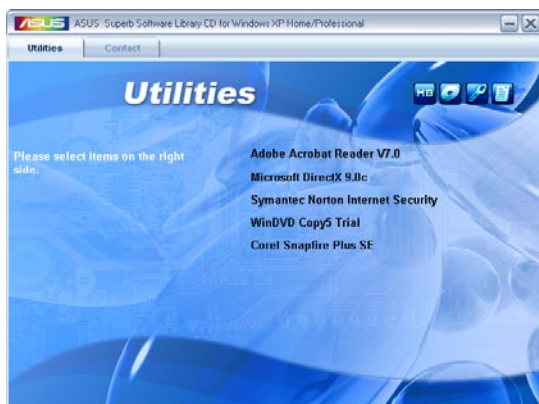 ASUS ASUS Superb Software Library CD for Windows XP Home/Professional
Utilities Contact
Utilities
MB
Please select items on the right
side.
Adobe Acrobat Reader V7.0
Microsoft DirectX 9.0c
Symantec Norton Internet Security
WinDVD Copy5 Trial
Corel Snapfire Plus SE